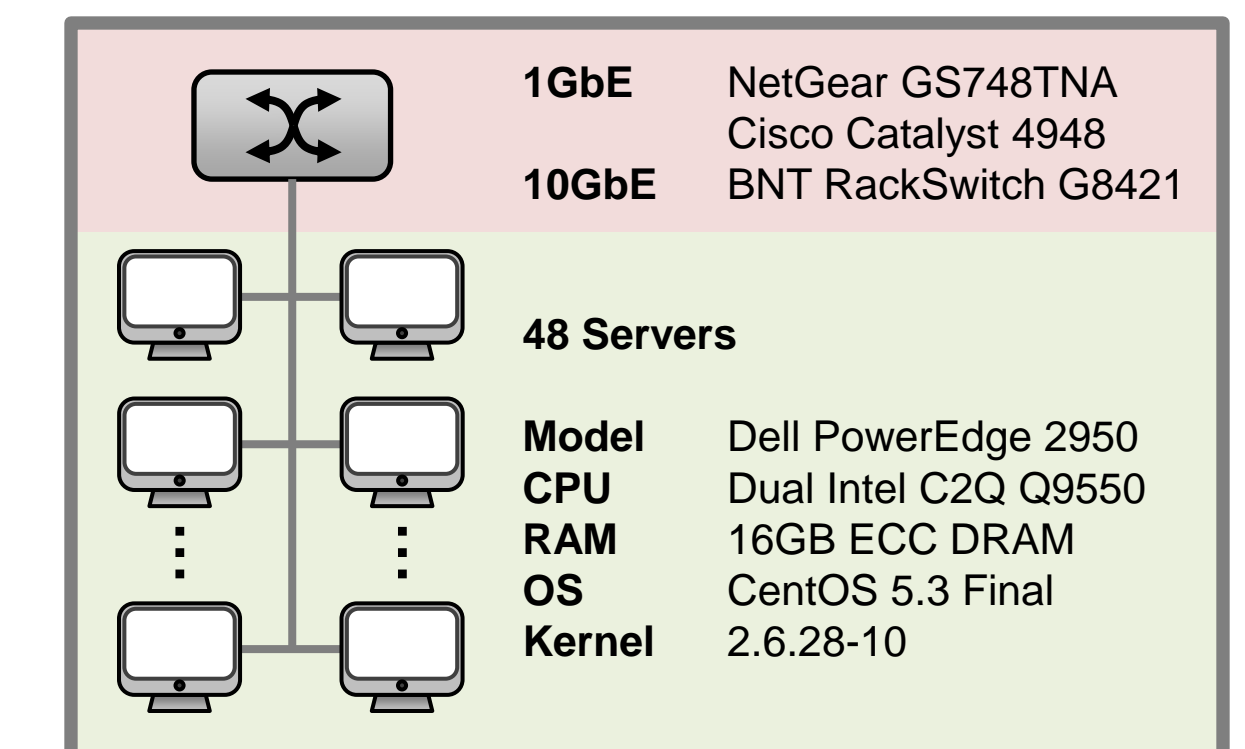 1GbE NetGear GS748TNA
Cisco Catalyst 4948
10GbE BNT RackSwitch G8421
48 Servers
Model Dell PowerEdge 2950
CPU Dual Intel C2Q Q9550
RAM 16GB ECC DRAM
OS CentOS 5.3 Final
Kernel 2.6.28-10